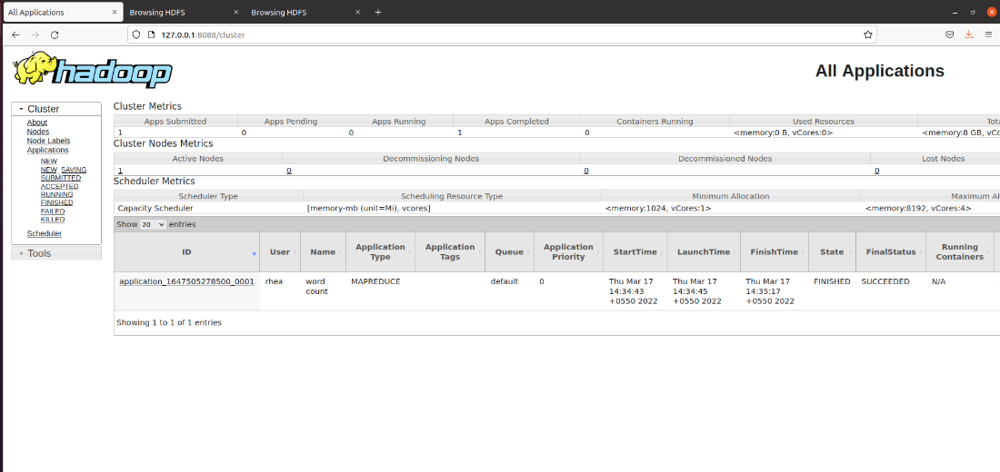 All Applications
Browsing HDFS
Browsing HDFS
127.0.0.1:8088/cluster
hadoop
All Applications
Cluster
About
Nodes
Node Labels
Applications
NEW
NEW_SAVING
SUBMITTED
ACCEPTED
RUNNING
FINISHED
FAILED
KILLED
Scheduler
Tools
Cluster Metrics
Apps Submitted Apps Pending Apps Running Apps Completed Containers Running Used Resources Tota
1 0 0 1 0 <memory:0 B, vCores:0> <memory:8 GB, vCo
Cluster Nodes Metrics
Active Nodes Decommissioning Nodes Decommissioned Nodes Lost Nodes
1 0 0 0
Scheduler Metrics
Scheduler Type Scheduling Resource Type Minimum Allocation Maximum Al
Capacity Scheduler [memory-mb (unit=Mi), vcores] <memory:1024, vCores:1> <memory:8192, vCores:4>
Show 20 entries
ID User Name Application Type Application Tags Queue Application Priority StartTime LaunchTime FinishTime State FinalStatus Running Containers
application_1647505278500_0001 rhea word count MAPREDUCE default 0 Thu Mar 17 14:34:43 +0550 2022 Thu Mar 17 14:34:45 +0550 2022 Thu Mar 17 14:35:17 +0550 2022 FINISHED SUCCEEDED N/A
Showing 1 to 1 of 1 entries